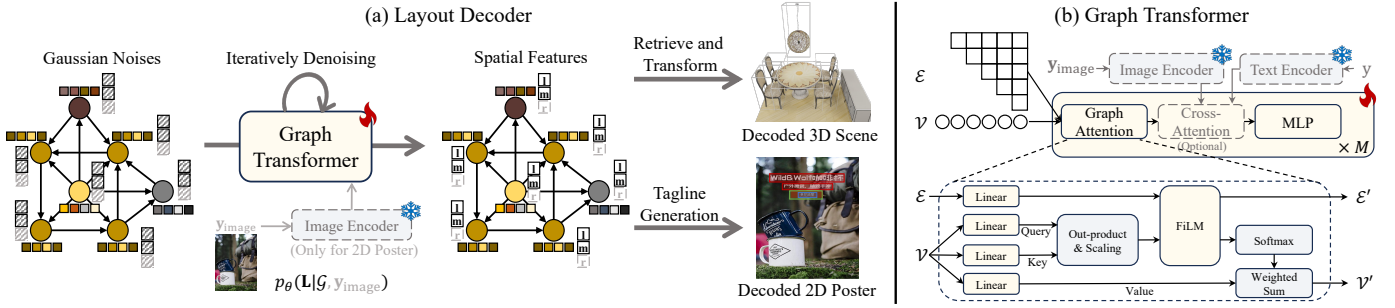 (a) Layout Decoder
Gaussian Noises
Iteratively Denoising
Graph
Transformer
y_image
Image Encoder
(Only for 2D Poster)
p_θ(L|𝒢, y_image)
Spatial Features
l
m
r
l
m
r
l
m
r
l
m
r
l
m
r
l
m
r
Retrieve and
Transform
Decoded 3D Scene
Tagline
Generation
Decoded 2D Poster
(b) Graph Transformer
ℰ
𝒱
y_image
Image Encoder
Text Encoder
y
Graph
Attention
Cross-
Attention
(Optional)
MLP
× M
ℰ
Linear
ℰ′
𝒱
Linear
Query
Linear
Key
Linear
Value
Out-product
& Scaling
FiLM
Softmax
Weighted
Sum
𝒱′